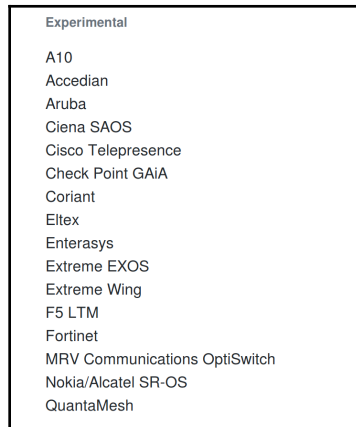 Experimental
A10
Accedian
Aruba
Ciena SAOS
Cisco Telepresence
Check Point GAiA
Coriant
Eltex
Enterasys
Extreme EXOS
Extreme Wing
F5 LTM
Fortinet
MRV Communications OptiSwitch
Nokia/Alcatel SR-OS
QuantaMesh